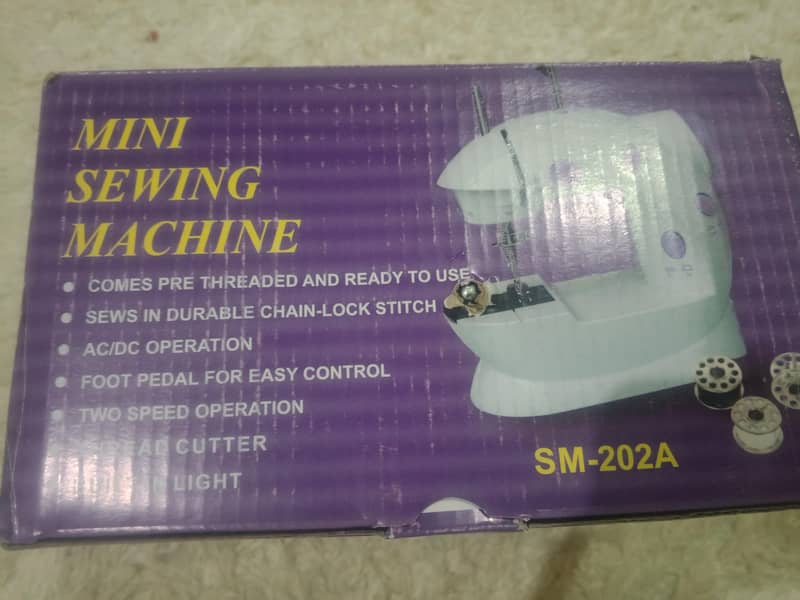 MINI
SEWING
MACHINE
COMES PRE THREADED AND READY TO USE
SEWS IN DURABLE CHAIN-LOCK STITCH
AC/DC OPERATION
FOOT PEDAL FOR EASY CONTROL
TWO SPEED OPERATION
CUTTER
LIGHT
SM-202A